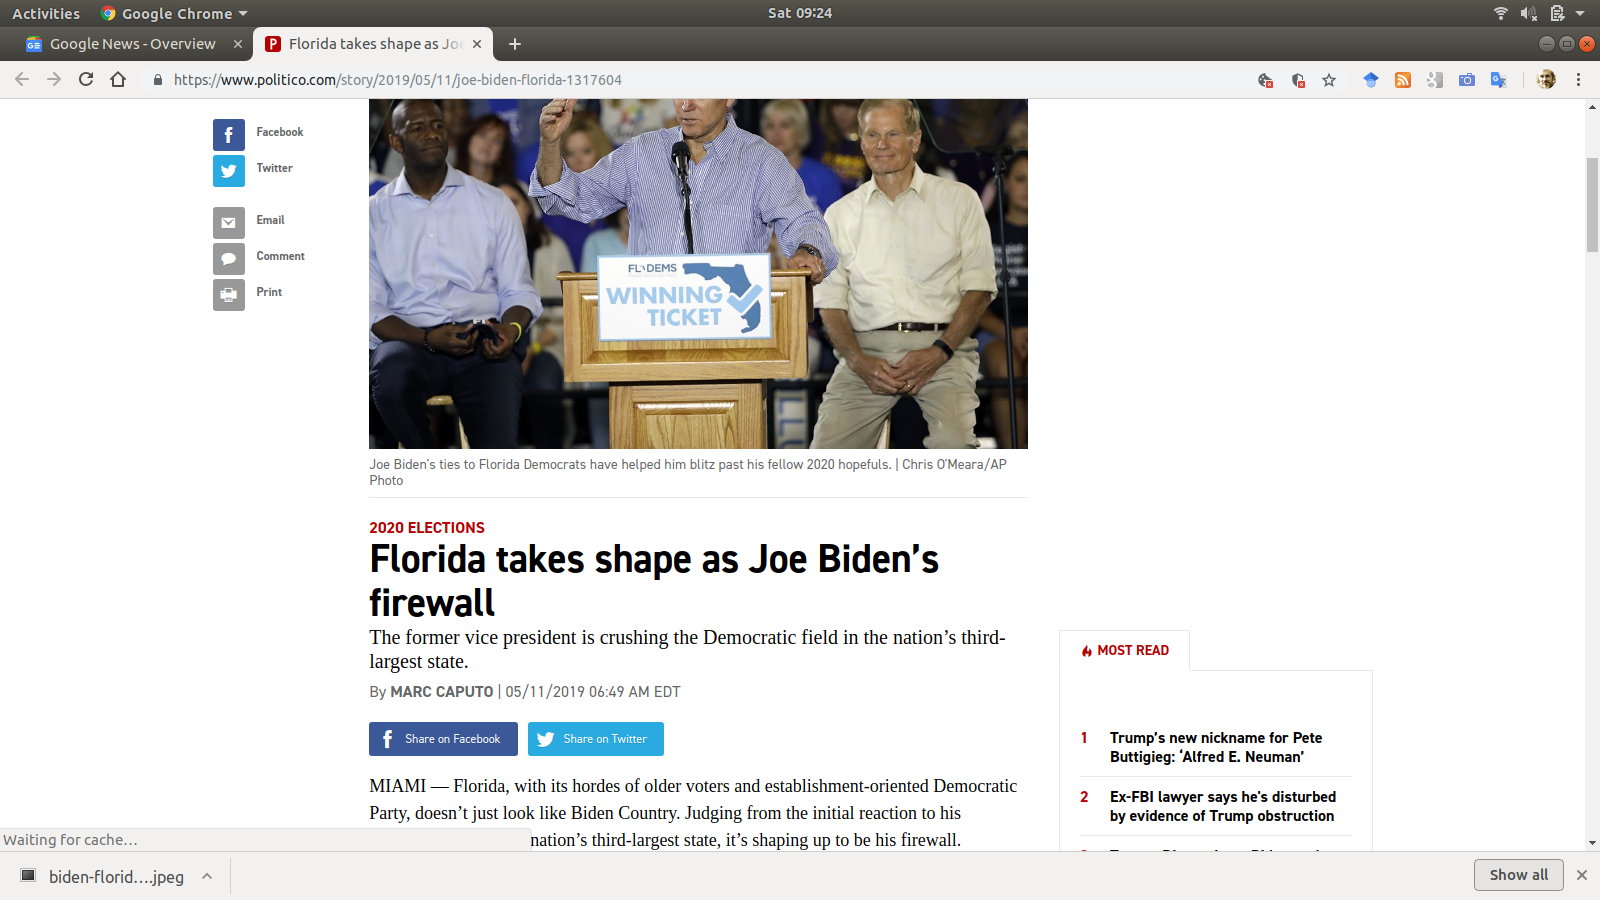 Activities
Google Chrome
Sat 09:24
Google News - Overview
Florida takes shape as Joe
https://www.politico.com/story/2019/05/11/joe-biden-florida-1317604
Facebook
Twitter
Email
Comment
Print
FL DEMS
WINNING
TICKET
Joe Biden's ties to Florida Democrats have helped him blitz past his fellow 2020 hopefuls. | Chris O'Meara/AP
Photo
2020 ELECTIONS
Florida takes shape as Joe Biden’s
firewall
The former vice president is crushing the Democratic field in the nation’s third-
largest state.
By MARC CAPUTO | 05/11/2019 06:49 AM EDT
Share on Facebook
Share on Twitter
MIAMI — Florida, with its hordes of older voters and establishment-oriented Democratic
Party, doesn’t just look like Biden Country. Judging from the initial reaction to his
nation’s third-largest state, it’s shaping up to be his firewall.
MOST READ
1 Trump’s new nickname for Pete
Buttigieg: ‘Alfred E. Neuman’
2 Ex-FBI lawyer says he's disturbed
by evidence of Trump obstruction
Waiting for cache...
biden-florid....jpeg
Show all